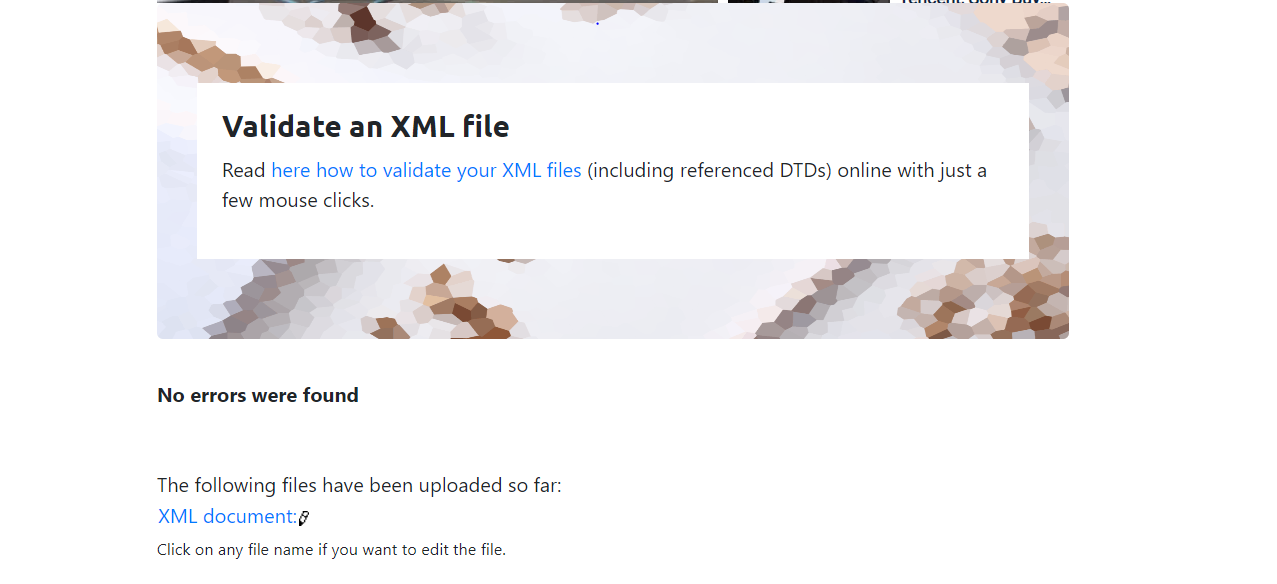 Validate an XML file
Read here how to validate your XML files (including referenced DTDs) online with just a
few mouse clicks.
No errors were found
The following files have been uploaded so far:
XML document:
Click on any file name if you want to edit the file.